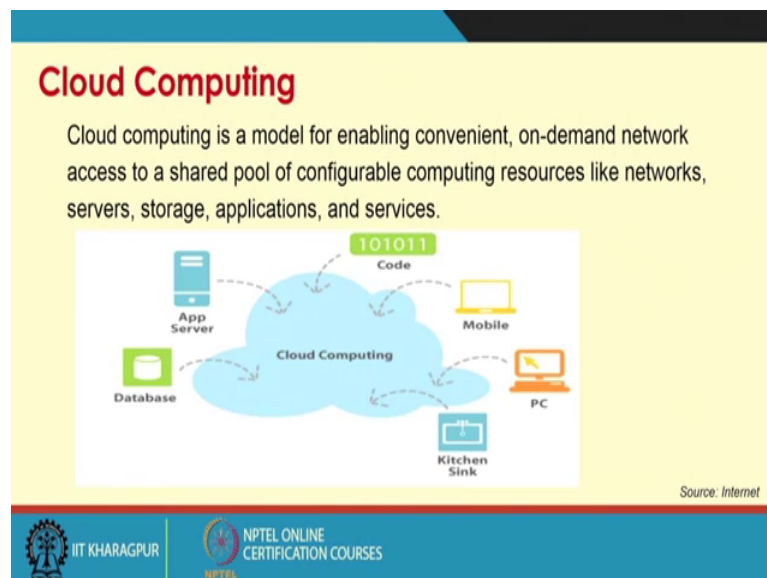 Cloud Computing
Cloud computing is a model for enabling convenient, on-demand network
access to a shared pool of configurable computing resources like networks,
servers, storage, applications, and services.
101011
Code
App
Server
Mobile
Cloud Computing
Database
PC
Kitchen
Sink
Source: Internet
IIT KHARAGPUR
NPTEL ONLINE
CERTIFICATION COURSES
NPTEL